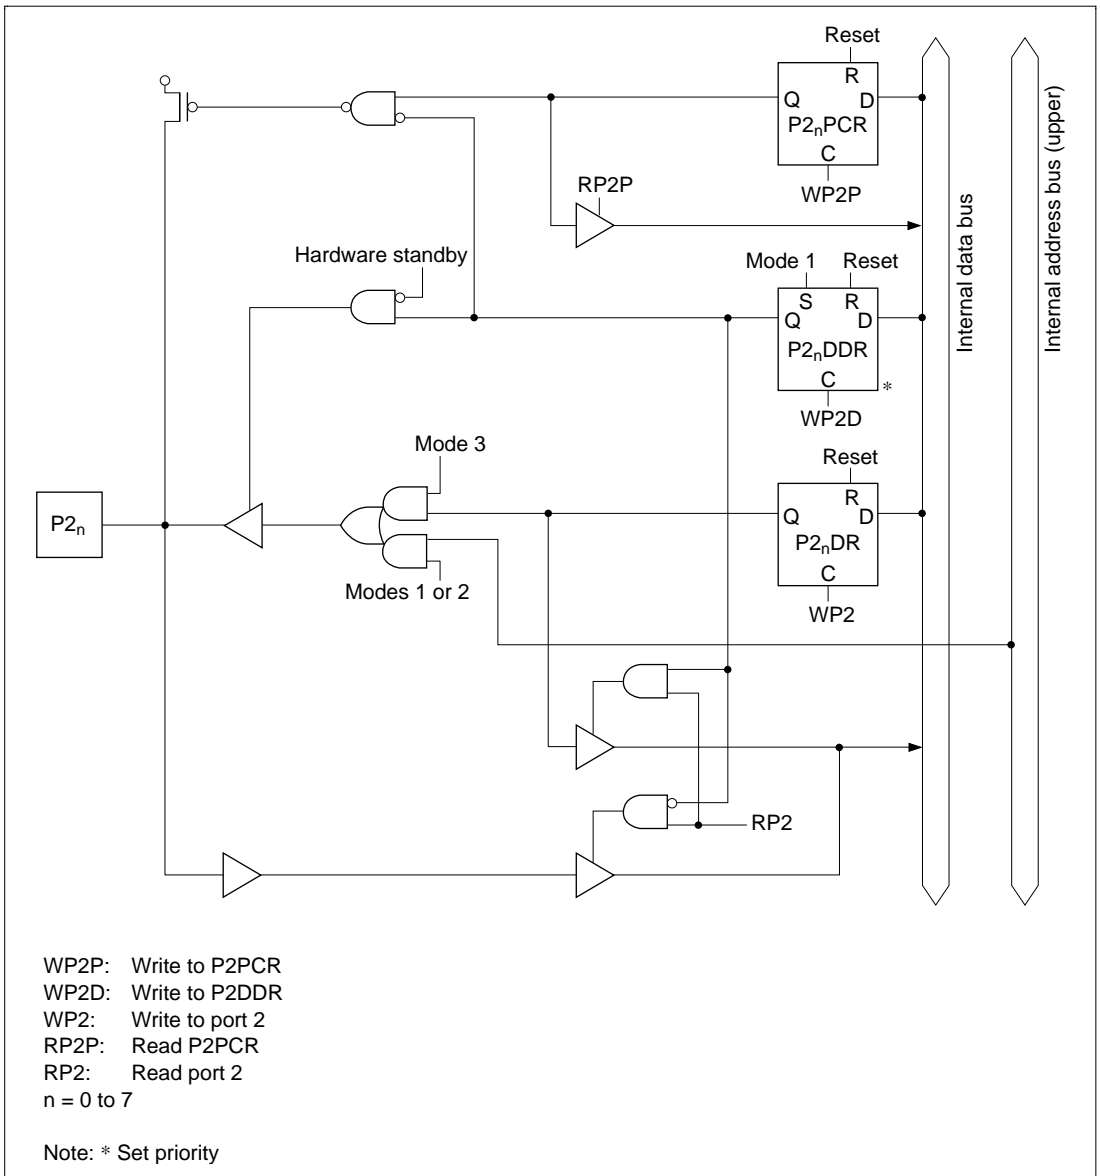 Reset
R
Q D
P2nPCR
C
WP2P
RP2P
Hardware standby
Mode 1 Reset
S R
Q D
P2nDDR
C
*
WP2D
Mode 3
Reset
R
Q D
P2nDR
C
WP2
P2n
Modes 1 or 2
RP2
Internal data bus
Internal address bus (upper)
WP2P: Write to P2PCR
WP2D: Write to P2DDR
WP2: Write to port 2
RP2P: Read P2PCR
RP2: Read port 2
n = 0 to 7
Note: * Set priority